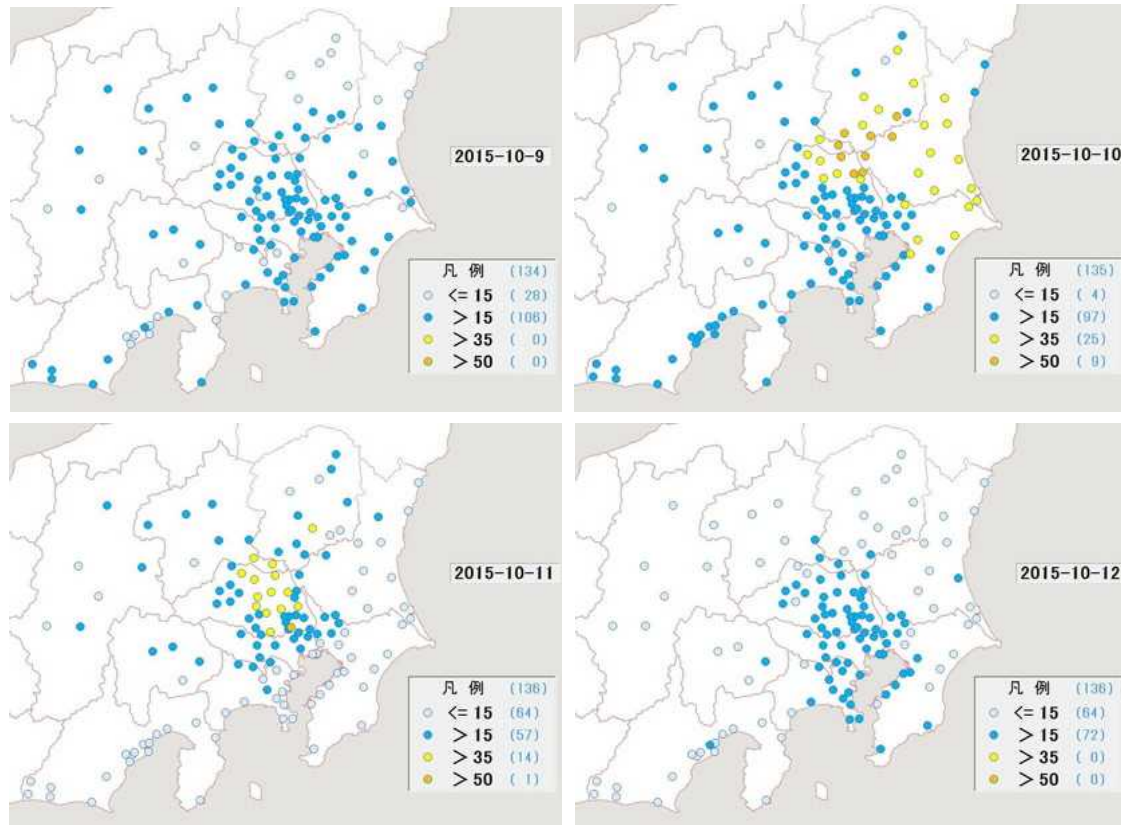 2015-10-9
凡 例 (134)
<= 15 ( 28)
> 15 (106)
> 35 ( 0)
> 50 ( 0)
2015-10-10
凡 例 (135)
<= 15 ( 4)
> 15 (97)
> 35 (25)
> 50 ( 9)
2015-10-11
凡 例 (136)
<= 15 (64)
> 15 (57)
> 35 (14)
> 50 ( 1)
2015-10-12
凡 例 (136)
<= 15 (64)
> 15 (72)
> 35 ( 0)
> 50 ( 0)